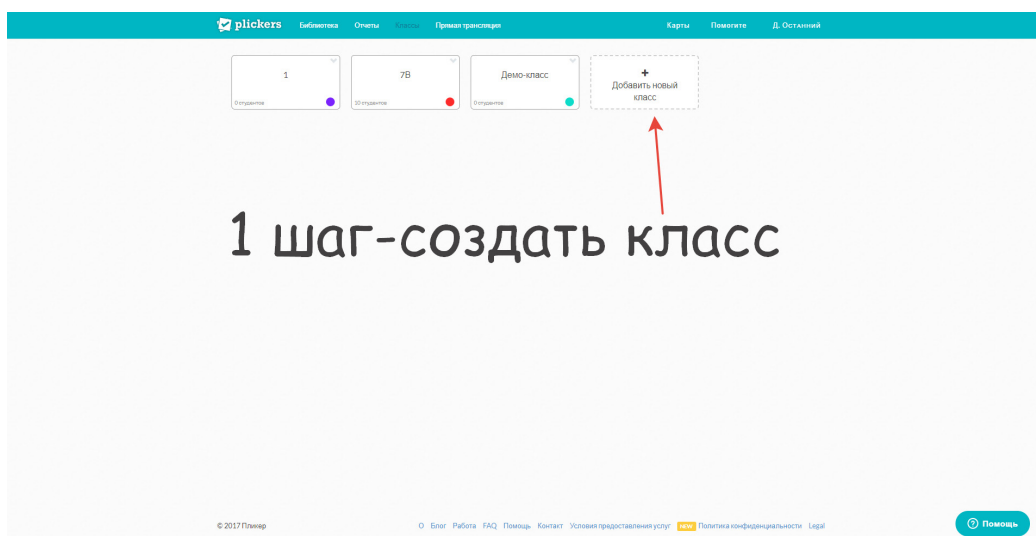 plickers Библиотека Отчеты Классы Прямая трансляция Карты Помогите Д. Останний
1 7В Демо-класс + Добавить новый
класс
0 студентов 20 студентов 0 студентов
1 шаг-создать класс
© 2017 Пликер О Блог Работа FAQ Помощь Контакт Условия предоставления услуг NEW Политика конфиденциальности Legal
Помощь